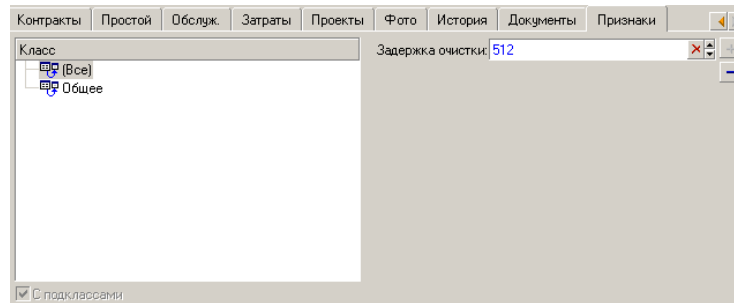 Контракты Простой Обслуж. Затраты Проекты Фото История Документы Признаки
Класс
(Все)
Общее
Задержка очистки: 512
С подклассами